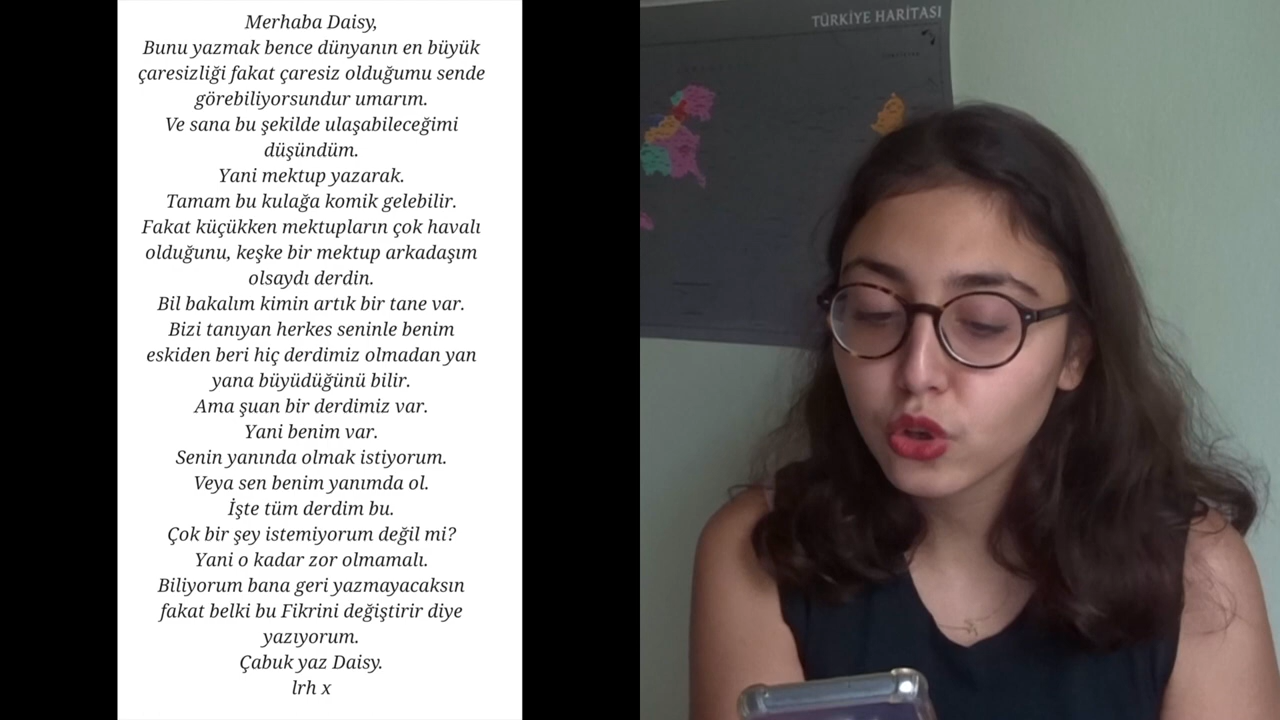 Merhaba Daisy,
Bunu yazmak bence dünyanın en büyük
çaresizliği fakat çaresiz olduğumu sende
görebiliyorsundur umarım.
Ve sana bu şekilde ulaşabileceğimi
düşündüm.
Yani mektup yazarak.
Tamam bu kulağa komik gelebilir.
Fakat küçükken mektupların çok havalı
olduğunu, keşke bir mektup arkadaşım
olsaydı derdin.
Bil bakalım kimin artık bir tane var.
Bizi tanıyan herkes seninle benim
eskiden beri hiç derdimiz olmadan yan
yana büyüdüğünü bilir.
Ama şuan bir derdimiz var.
Yani benim var.
Senin yanında olmak istiyorum.
Veya sen benim yanımda ol.
İşte tüm derdim bu.
Çok bir şey istemiyorum değil mi?
Yani o kadar zor olmamalı.
Biliyorum bana geri yazmayacaksın
fakat belki bu Fikrini değiştirir diye
yazıyorum.
Çabuk yaz Daisy.
lrh x
TÜRKİYE HARİTASI